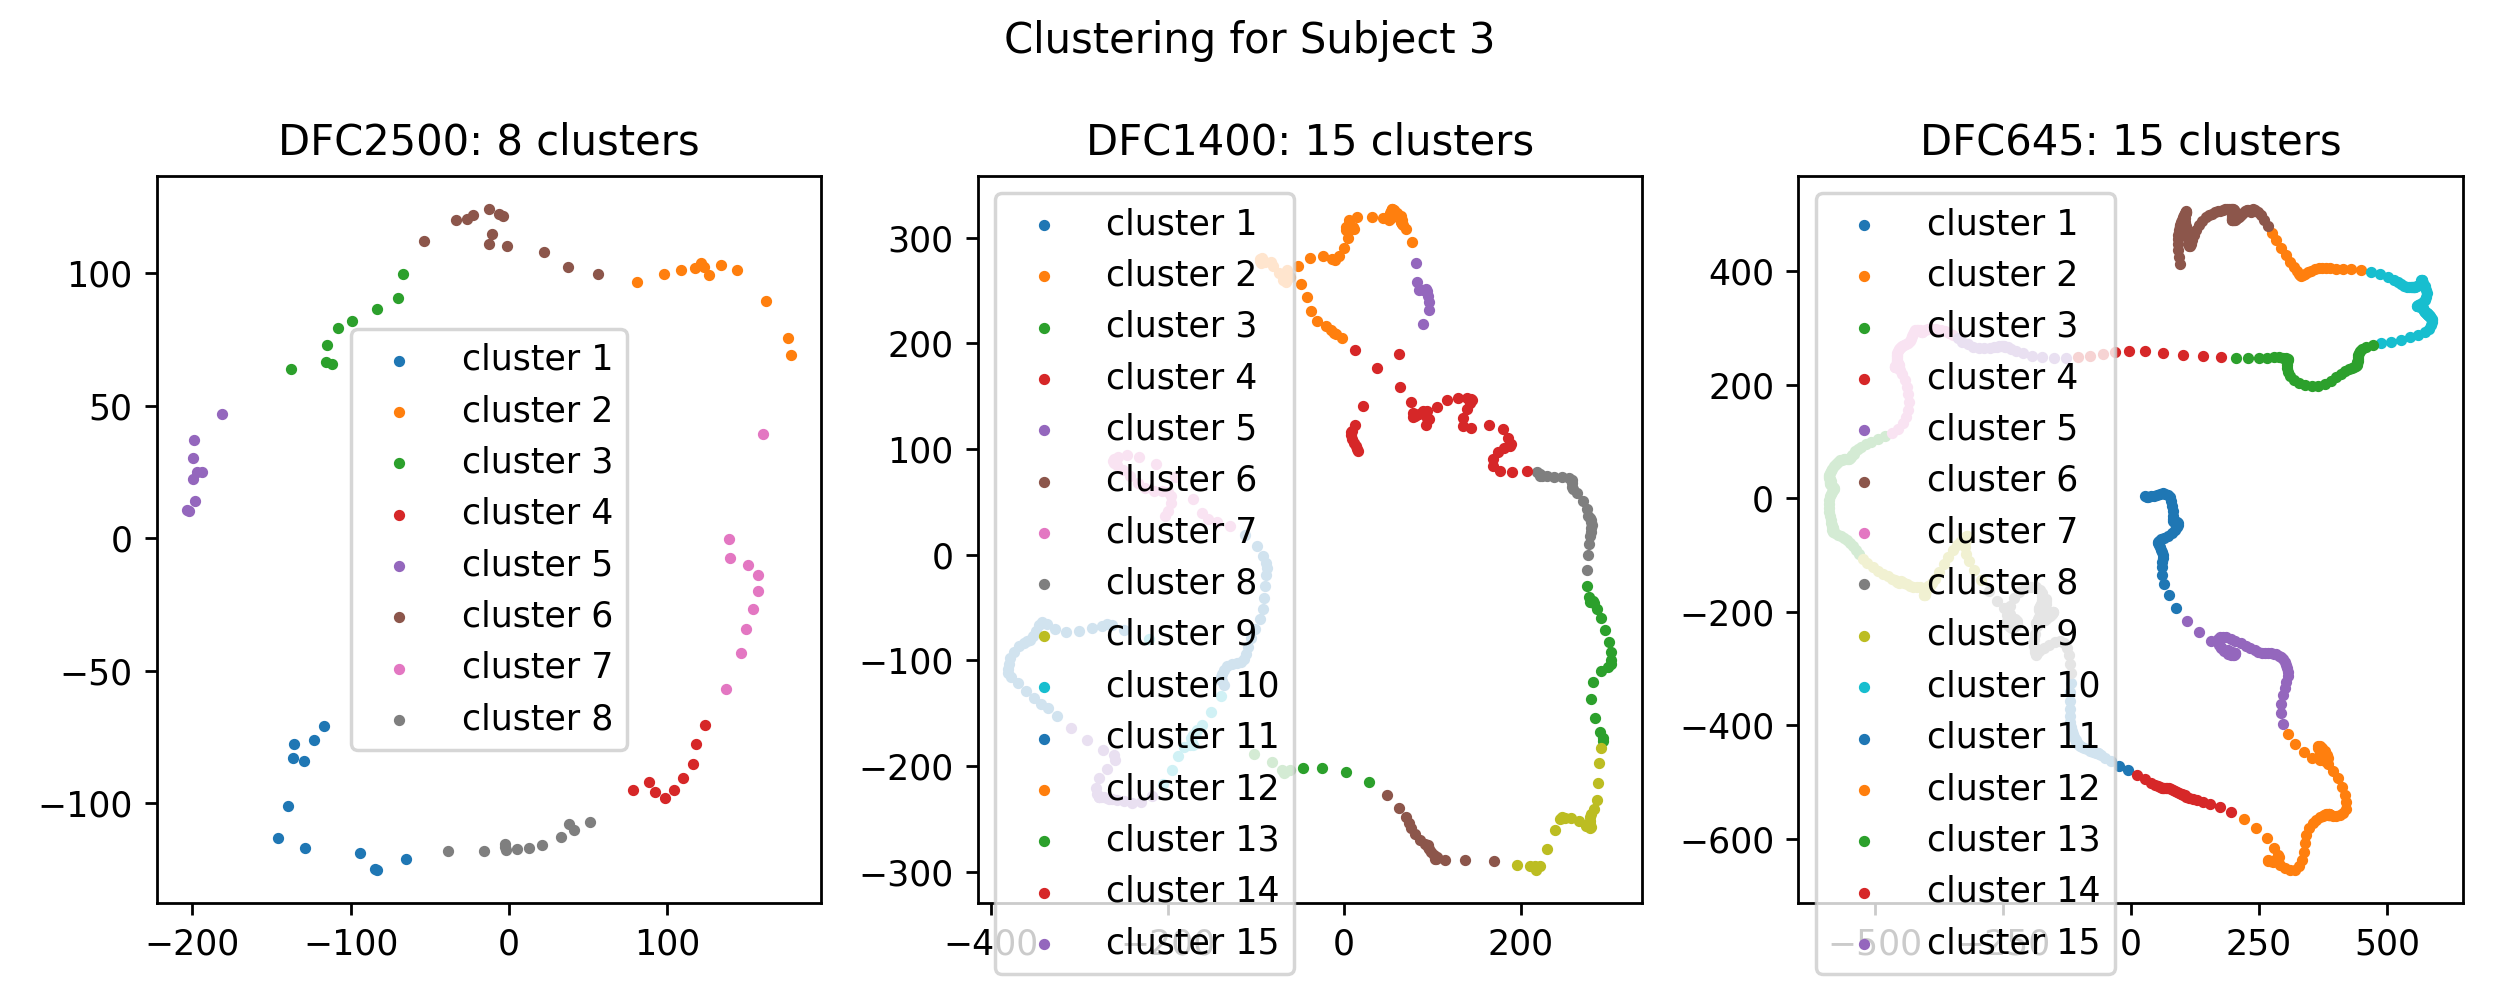 Clustering for Subject 3
DFC2500: 8 clusters
100
50
0
−50
−100
−200
−100
0
100
cluster 1
cluster 2
cluster 3
cluster 4
cluster 5
cluster 6
cluster 7
cluster 8
DFC1400: 15 clusters
300
200
100
0
−100
−200
−300
−400
−200
0
200
cluster 1
cluster 2
cluster 3
cluster 4
cluster 5
cluster 6
cluster 7
cluster 8
cluster 9
cluster 10
cluster 11
cluster 12
cluster 13
cluster 14
cluster 15
DFC645: 15 clusters
400
200
0
−200
−400
−600
−500
−250
0
250
500
cluster 1
cluster 2
cluster 3
cluster 4
cluster 5
cluster 6
cluster 7
cluster 8
cluster 9
cluster 10
cluster 11
cluster 12
cluster 13
cluster 14
cluster 15